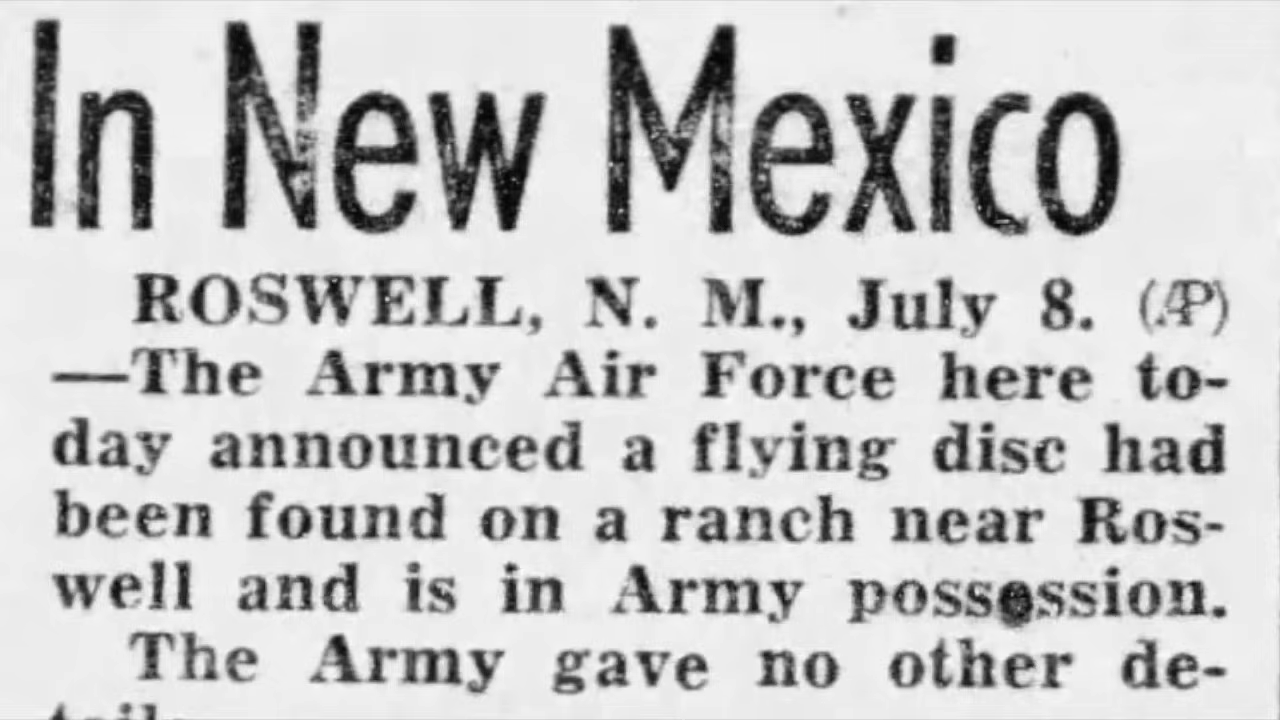 In New Mexico
ROSWELL, N. M., July 8. (AP)
—The Army Air Force here to-
day announced a flying disc had
been found on a ranch near Ros-
well and is in Army possession.
The Army gave no other de-